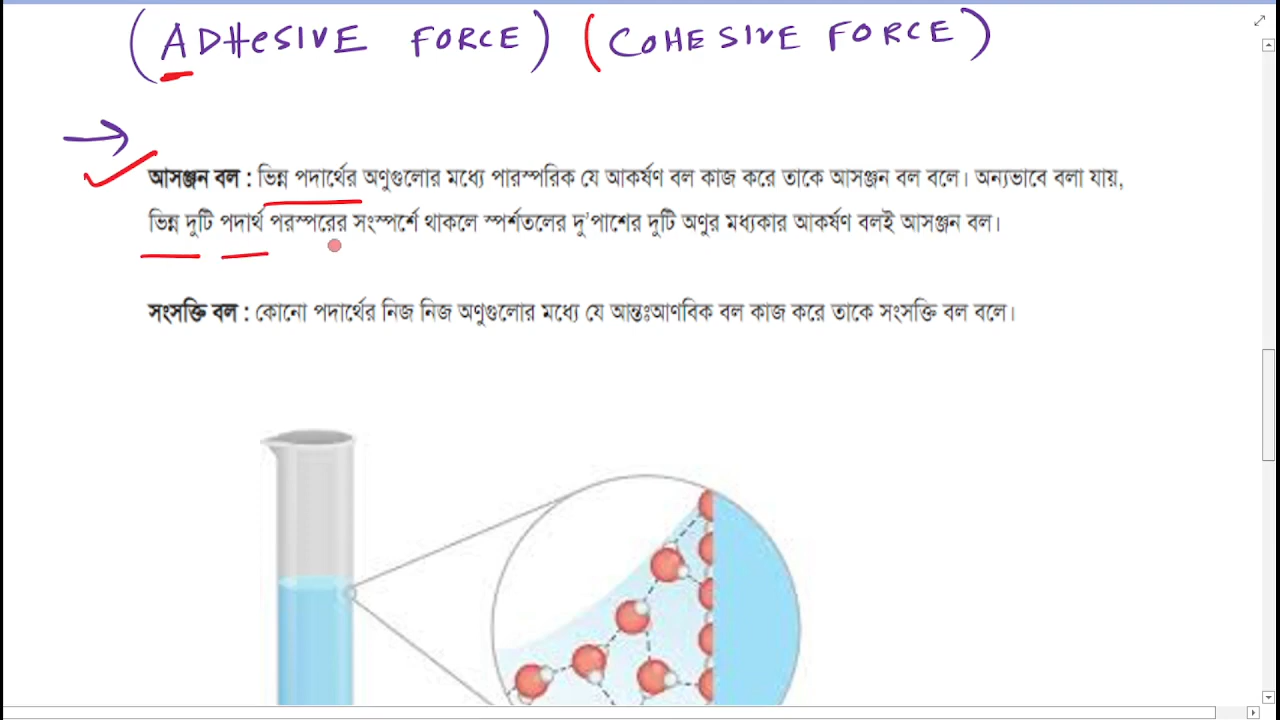 (ADHeSIVE FORCE) (COHESIVE FORCE)
আসঞ্জন বল : ভিন্ন পদার্থের অণুগুলোর মধ্যে পারস্পরিক যে আকর্ষণ বল কাজ করে তাকে আসঞ্জন বল বলে। অন্যভাবে বলা যায়,
ভিন্ন দুটি পদার্থ পরস্পরের সংস্পর্শে থাকলে স্পর্শতলের দু'পাশের দুটি অণুর মধ্যকার আকর্ষণ বলই আসঞ্জন বল।
সংসক্তি বল : কোনো পদার্থের নিজ নিজ অণুগুলোর মধ্যে যে আন্তঃআণবিক বল কাজ করে তাকে সংসক্তি বল বলে।